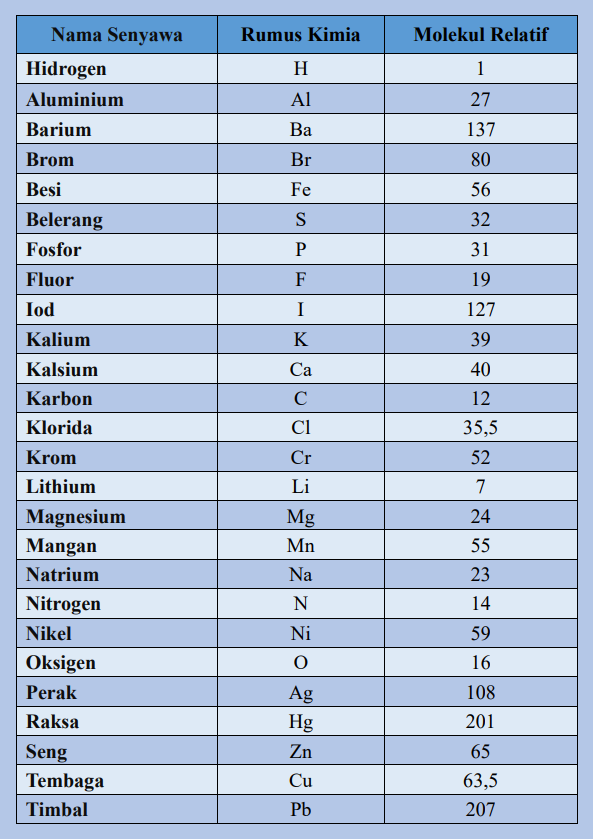 Nama Senyawa Rumus Kimia Molekul Relatif
Hidrogen H 1
Aluminium Al 27
Barium Ba 137
Brom Br 80
Besi Fe 56
Belerang S 32
Fosfor P 31
Fluor F 19
Iod I 127
Kalium K 39
Kalsium Ca 40
Karbon C 12
Klorida Cl 35,5
Krom Cr 52
Lithium Li 7
Magnesium Mg 24
Mangan Mn 55
Natrium Na 23
Nitrogen N 14
Nikel Ni 59
Oksigen O 16
Perak Ag 108
Raksa Hg 201
Seng Zn 65
Tembaga Cu 63,5
Timbal Pb 207